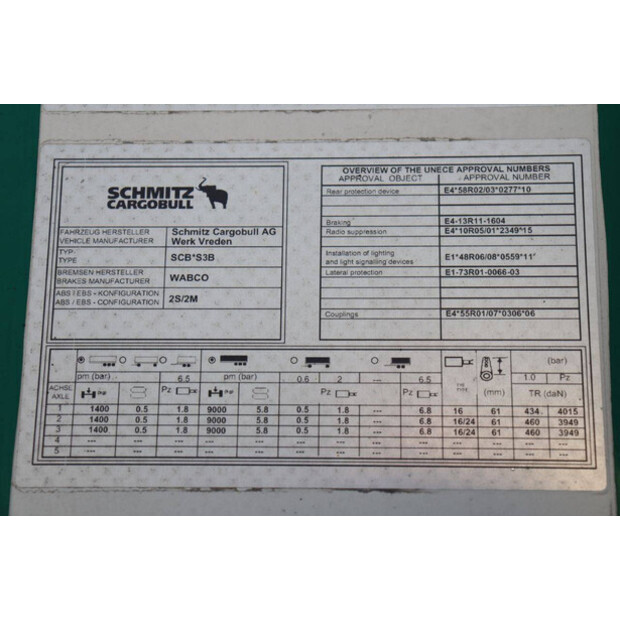 SCHMITZ
CARGOBULL
FAHRZEUG HERSTELLER
VEHICLE MANUFACTURER
Schmitz Cargobull AG
Werk Vreden
TYP-
TYPE
SCB*S3B
BREMSEN HERSTELLER
BRAKES MANUFACTURER
WABCO
ABS / EBS - KONFIGURATION
ABS / EBS - CONFIGURATION
2S/2M
OVERVIEW OF THE UNECE APPROVAL NUMBERS
APPROVAL OBJECT APPROVAL NUMBER
Rear protection device E4*58R02/03*0277*10
Braking E4-13R11-1604
Radio suppression E4*10R05/01*2349*15
Installation of lighting
and light signalling devices E1*48R06/08*0559*11*
Lateral protection E1-73R01-0066-03
Couplings E4*55R01/07*0306*06
(bar)
pm (bar) 6.5 pm (bar) 0.6 2 --- 6.5 1.0 Pz
ACHSE
AXLE
Pz Pz Pz (mm) TR (daN)
1 1400 0.5 1.8 9000 5.8 0.5 1.8 --- 6.8 16 61 434 4015
2 1400 0.5 1.8 9000 5.8 0.5 1.8 --- 6.8 16/24 61 460 3949
3 1400 0.5 1.8 9000 5.8 0.5 1.8 --- 6.8 16/24 61 460 3949
4 --- --- --- --- --- --- --- --- --- --- --- --- ---
5 --- --- --- --- --- --- --- --- --- --- --- --- ---